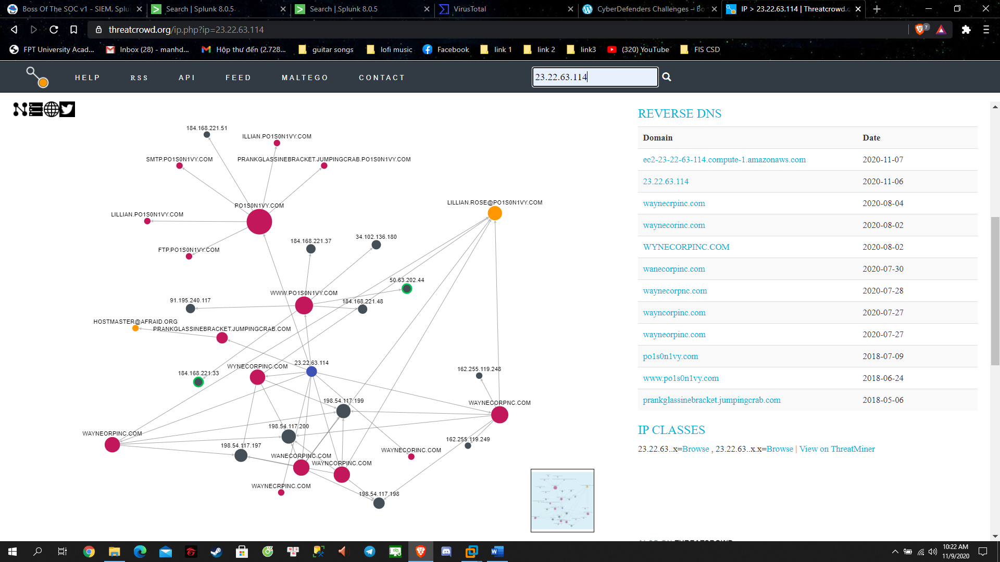 Boss Of The SOC v1 - SIEM, Splu
Search | Splunk 8.0.5
Search | Splunk 8.0.5
VirusTotal
CyberDefenders Challenges – Bo
IP > 23.22.63.114 | Threatcrowd.o
threatcrowd.org/ip.php?ip=23.22.63.114
7
FPT University Acad...
Inbox (28) - manhd...
Hộp thư đến (2.728...
guitar songs
lofi music
Facebook
link 1
link 2
link3
(320) YouTube
FIS CSD
HELP
RSS
API
FEED
MALTEGO
CONTACT
23.22.63.114
184.168.221.51
ILLIAN.PO1S0N1VY.COM
SMTP.PO1S0N1VY.COM
PRANKGLASSINEBRACKET.JUMPINGCRAB.PO1S0N1VY.COM
PO1S0N1VY.COM
LILLIAN.ROSE@PO1S0N1VY.COM
LILLIAN.PO1S0N1VY.COM
184.168.221.37
34.102.136.180
FTP.PO1S0N1VY.COM
50.63.202.44
WWW.PO1S0N1VY.COM
91.195.240.117
184.168.221.48
HOSTMASTER@AFRAID.ORG
PRANKGLASSINEBRACKET.JUMPINGCRAB.COM
23.22.63.114
WYNECORPINC.COM
184.168.221.33
162.255.119.248
198.54.117.199
WAYNECORPNC.COM
198.54.117.200
WAYNEORPINC.COM
162.255.119.249
198.54.117.197
WAYNECORINC.COM
WANECORPINC.COM
WAYNCORPINC.COM
WAYNECRPINC.COM
198.54.117.198
REVERSE DNS
Domain Date
ec2-23-22-63-114.compute-1.amazonaws.com 2020-11-07
23.22.63.114 2020-11-06
waynecrpinc.com 2020-08-04
waynecorinc.com 2020-08-02
WYNECORPINC.COM 2020-08-02
wanecorpinc.com 2020-07-30
waynecorpnc.com 2020-07-28
wayncorpinc.com 2020-07-27
wayneorpinc.com 2020-07-27
po1s0n1vy.com 2018-07-09
www.po1s0n1vy.com 2018-06-24
prankglassinebracket.jumpingcrab.com 2018-05-06
IP CLASSES
23.22.63..x=Browse , 23.22.63..x.x=Browse | View on ThreatMiner
10:22 AM
11/9/2020